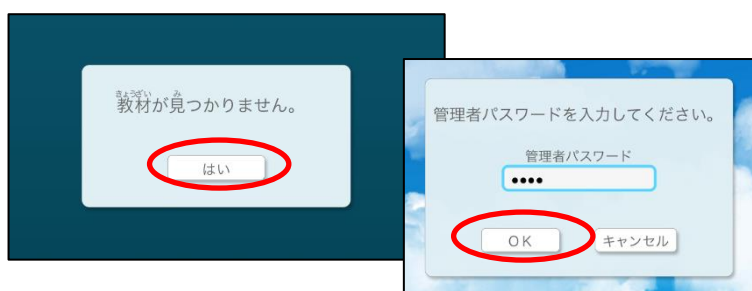 きょうざい み
教材が見つかりません。
はい
管理者パスワードを入力してください。
管理者パスワード
••••
OK キャンセル